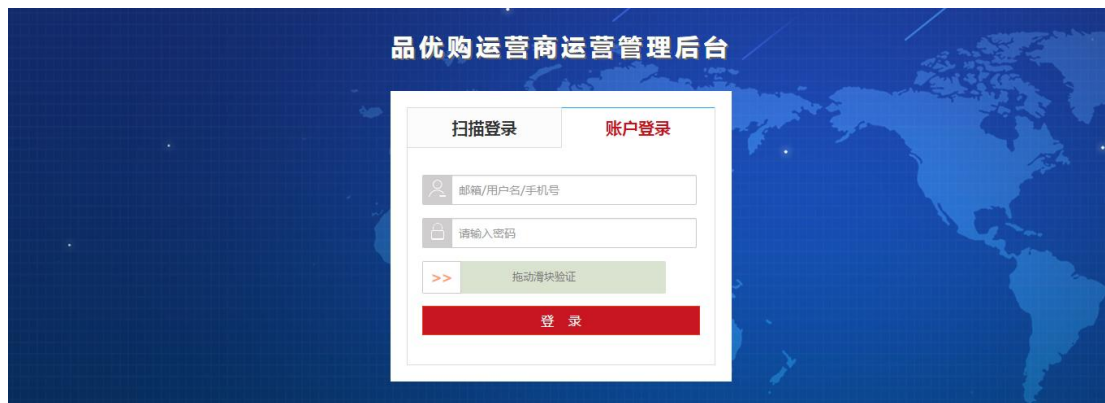 品优购运营商运营管理后台
扫描登录 账户登录
邮箱/用户名/手机号
请输入密码
>> 拖动滑块验证
登 录